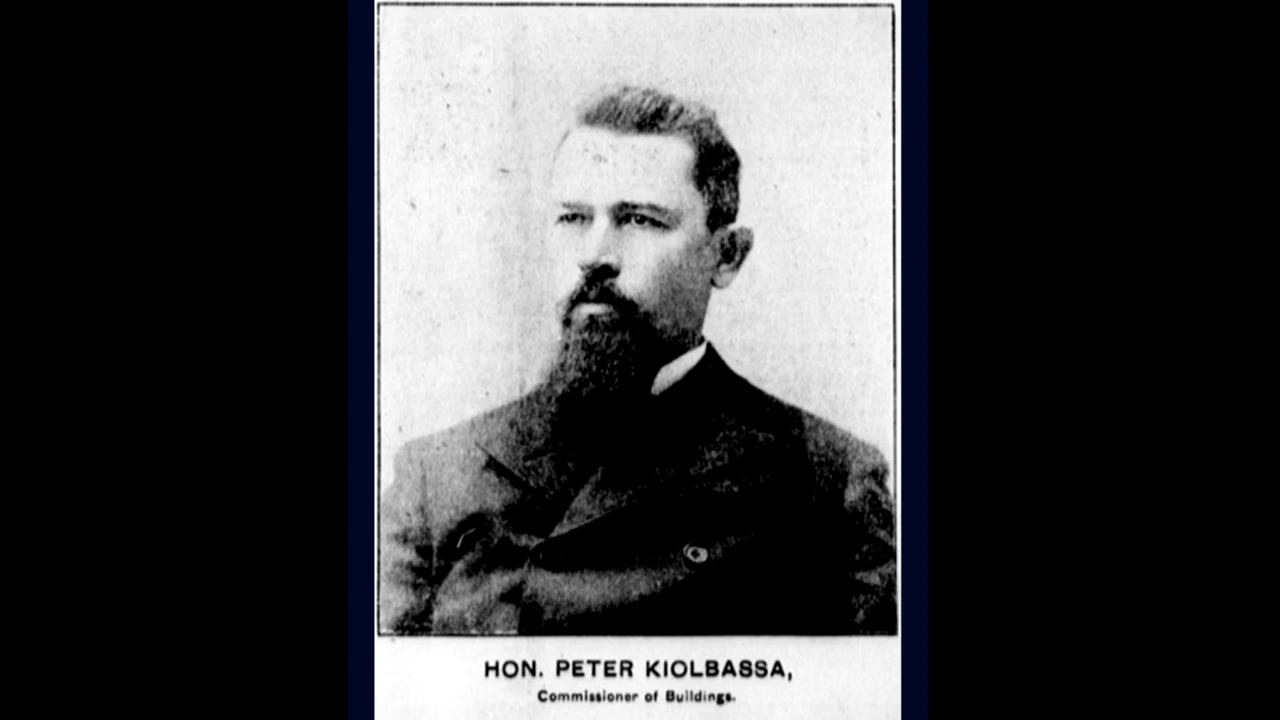 HON. PETER KIOLBASSA,
Commissioner of Buildings.